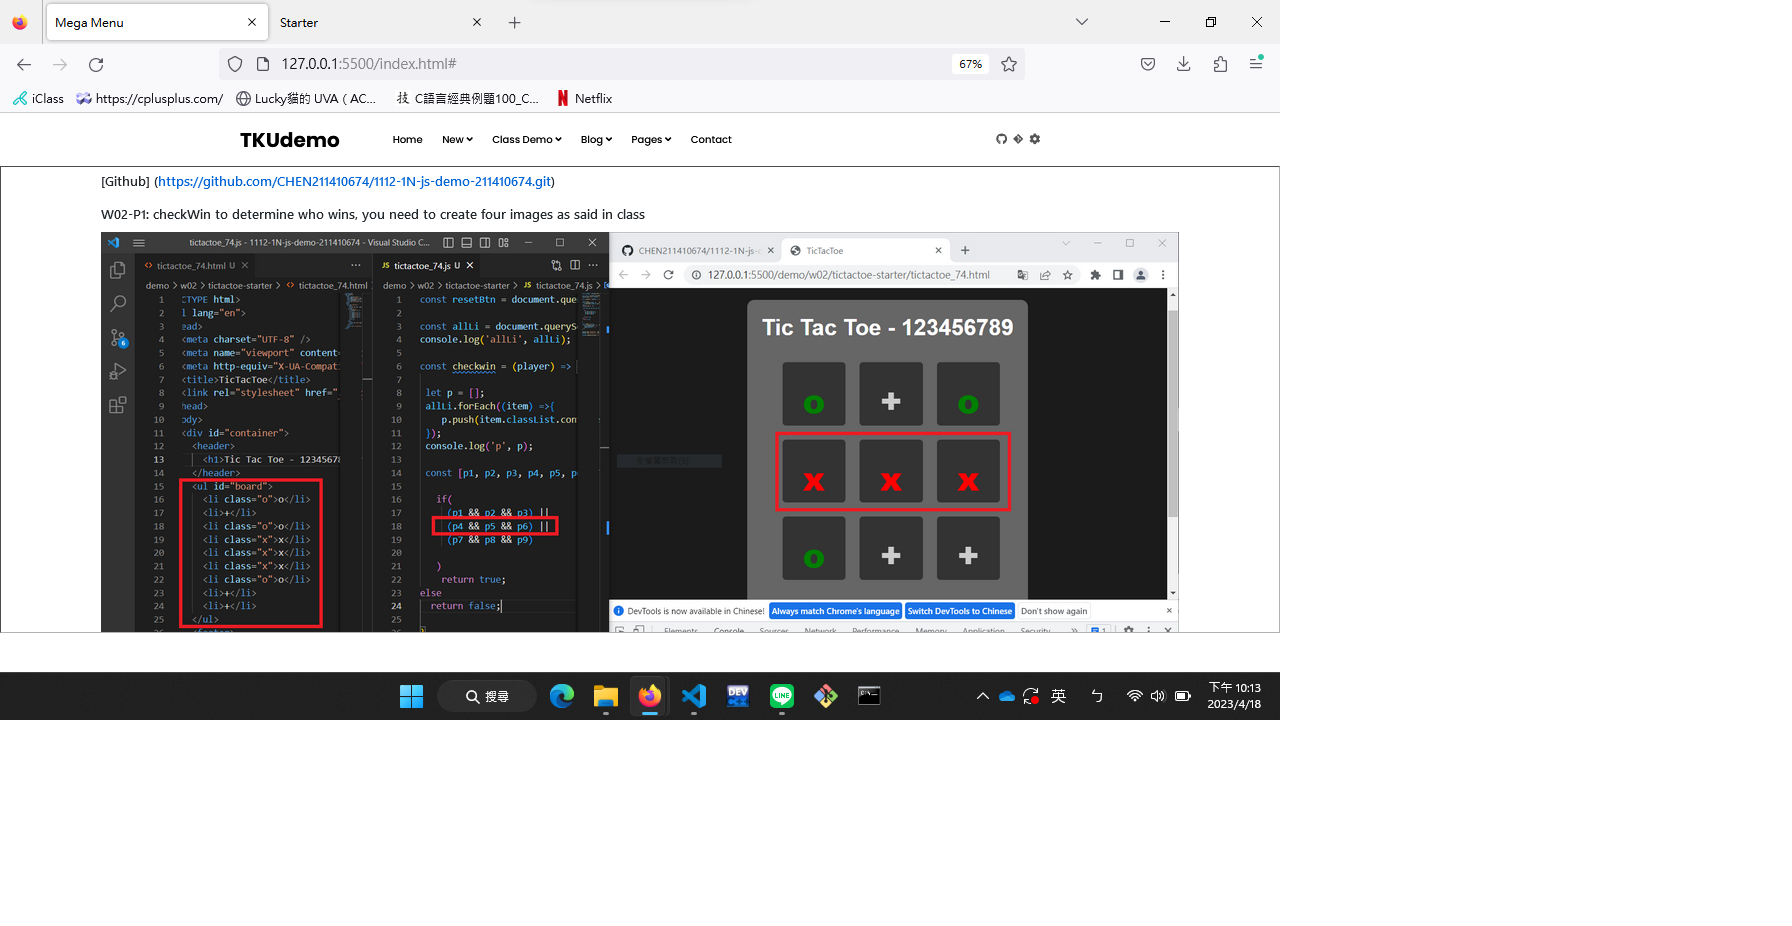 Mega Menu
Starter
127.0.0.1:5500/index.html#
67%
iClass
https://cplusplus.com/
Lucky貓的 UVA ( AC...
C語言經典例題100_C...
Netflix
TKUdemo
Home
New
Class Demo
Blog
Pages
Contact
[Github] (https://github.com/CHEN211410674/1112-1N-js-demo-211410674.git)
W02-P1: checkWin to determine who wins, you need to create four images as said in class
tictactoe_74.js - 1112-1N-js-demo-211410674 - Visual Studio C...
tictactoe_74.html U
demo > w02 > tictactoe-starter > tictactoe_74.html
1 CTYPE html>
2 l lang="en">
3 ead>
4 <meta charset="UTF-8" />
5 <meta name="viewport" content=
6 <meta http-equiv="X-UA-Compati
7 <title>TicTacToe</title>
8 <link rel="stylesheet" href="
9 head>
10 ody>
11 <div id="container">
12 <header>
13 <h1>Tic Tac Toe - 12345678
14 </header>
15 <ul id="board">
16 <li class="o">o</li>
17 <li>+</li>
18 <li class="o">o</li>
19 <li class="x">x</li>
20 <li class="x">x</li>
21 <li class="x">x</li>
22 <li class="o">o</li>
23 <li>+</li>
24 <li>+</li>
25 </ul>
JS tictactoe_74.js U
demo > w02 > tictactoe-starter > JS tictactoe_74.js >
1 const resetBtn = document.que
2
3 const allLi = document.queryS
4 console.log('allLi', allLi);
5
6 const checkwin = (player) =>
7
8 let p = [];
9 allLi.forEach((item) =>{
10 p.push(item.classList.con
11 });
12 console.log('p', p);
13
14 const [p1, p2, p3, p4, p5, p
15
16 if(
17 (p1 && p2 && p3) ||
18 (p4 && p5 && p6) ||
19 (p7 && p8 && p9)
20
21 )
22 return true;
23 else
24 return false;
25
CHEN211410674/1112-1N-js-
TicTacToe
127.0.0.1:5500/demo/w02/tictactoe-starter/tictactoe_74.html
Tic Tac Toe - 123456789
o + o
x x x
o + +
DevTools is now available in Chinese!
Always match Chrome's language
Switch DevTools to Chinese
Don't show again
Elements Console Sources Network Performance Memory Application Security
搜尋
DEV
LINE
英
ㄅ
下午 10:13
2023/4/18